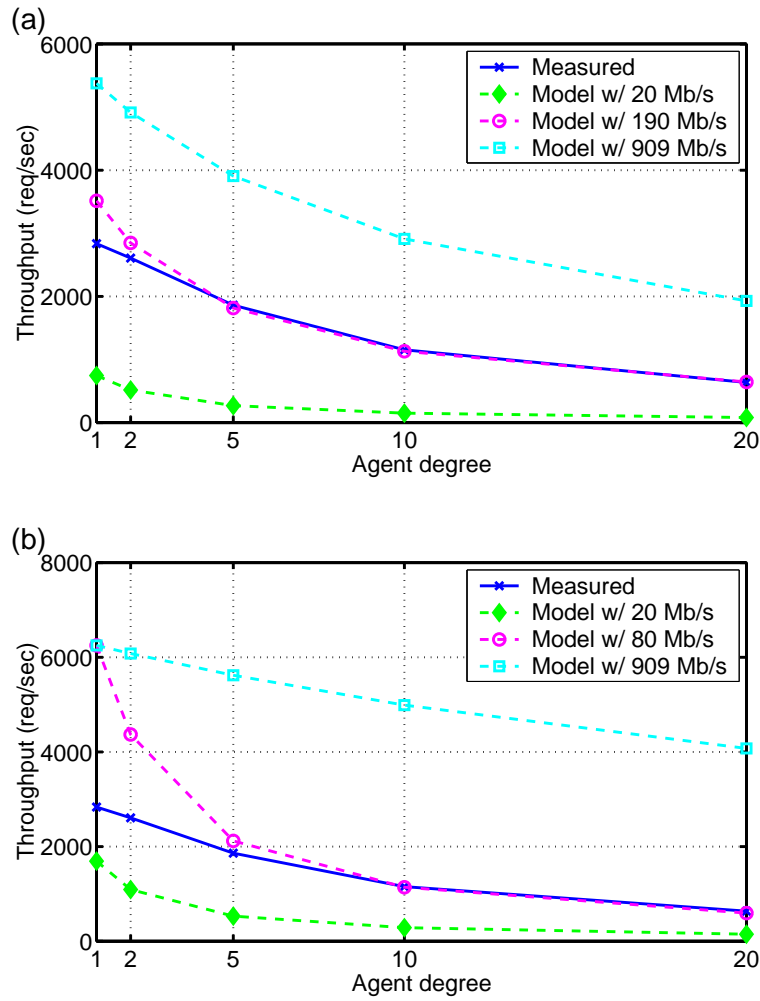 (a)
6000
4000
2000
0
Throughput (req/sec)
Measured
Model w/ 20 Mb/s
Model w/ 190 Mb/s
Model w/ 909 Mb/s
1 2 5 10 20
Agent degree
(b)
8000
6000
4000
2000
0
Throughput (req/sec)
Measured
Model w/ 20 Mb/s
Model w/ 80 Mb/s
Model w/ 909 Mb/s
1 2 5 10 20
Agent degree